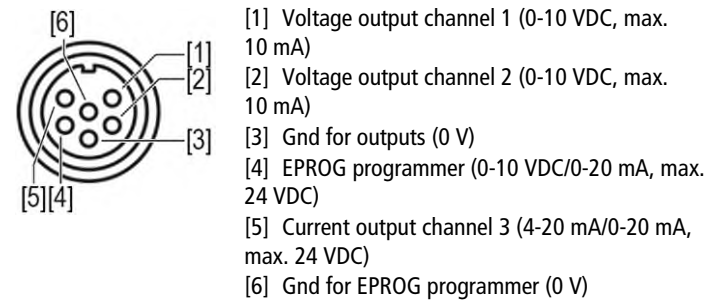 [6]
[1]
[2]
[3]
[5][4]
[1] Voltage output channel 1 (0-10 VDC, max.
10 mA)
[2] Voltage output channel 2 (0-10 VDC, max.
10 mA)
[3] Gnd for outputs (0 V)
[4] EPROG programmer (0-10 VDC/0-20 mA, max.
24 VDC)
[5] Current output channel 3 (4-20 mA/0-20 mA,
max. 24 VDC)
[6] Gnd for EPROG programmer (0 V)